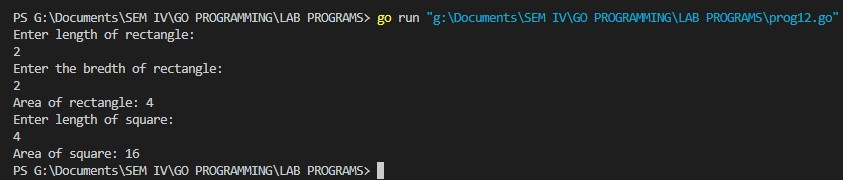 PS G:\Documents\SEM IV\GO PROGRAMMING\LAB PROGRAMS> go run "g:\Documents\SEM IV\GO PROGRAMMING\LAB PROGRAMS\prog12.go"
Enter length of rectangle:
2
Enter the bredth of rectangle:
2
Area of rectangle: 4
Enter length of square:
4
Area of square: 16
PS G:\Documents\SEM IV\GO PROGRAMMING\LAB PROGRAMS>